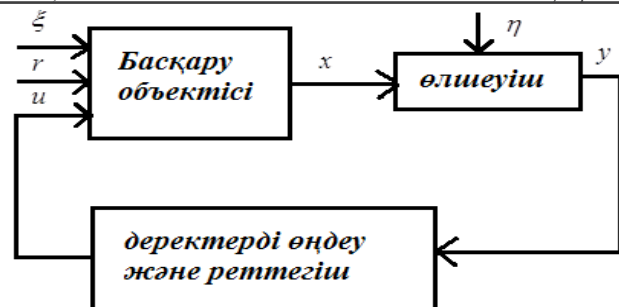 ξ
r
u
Басқару
объектісі
x
η
өлшеуіш
y
деректерді өңдеу
және реттегіш